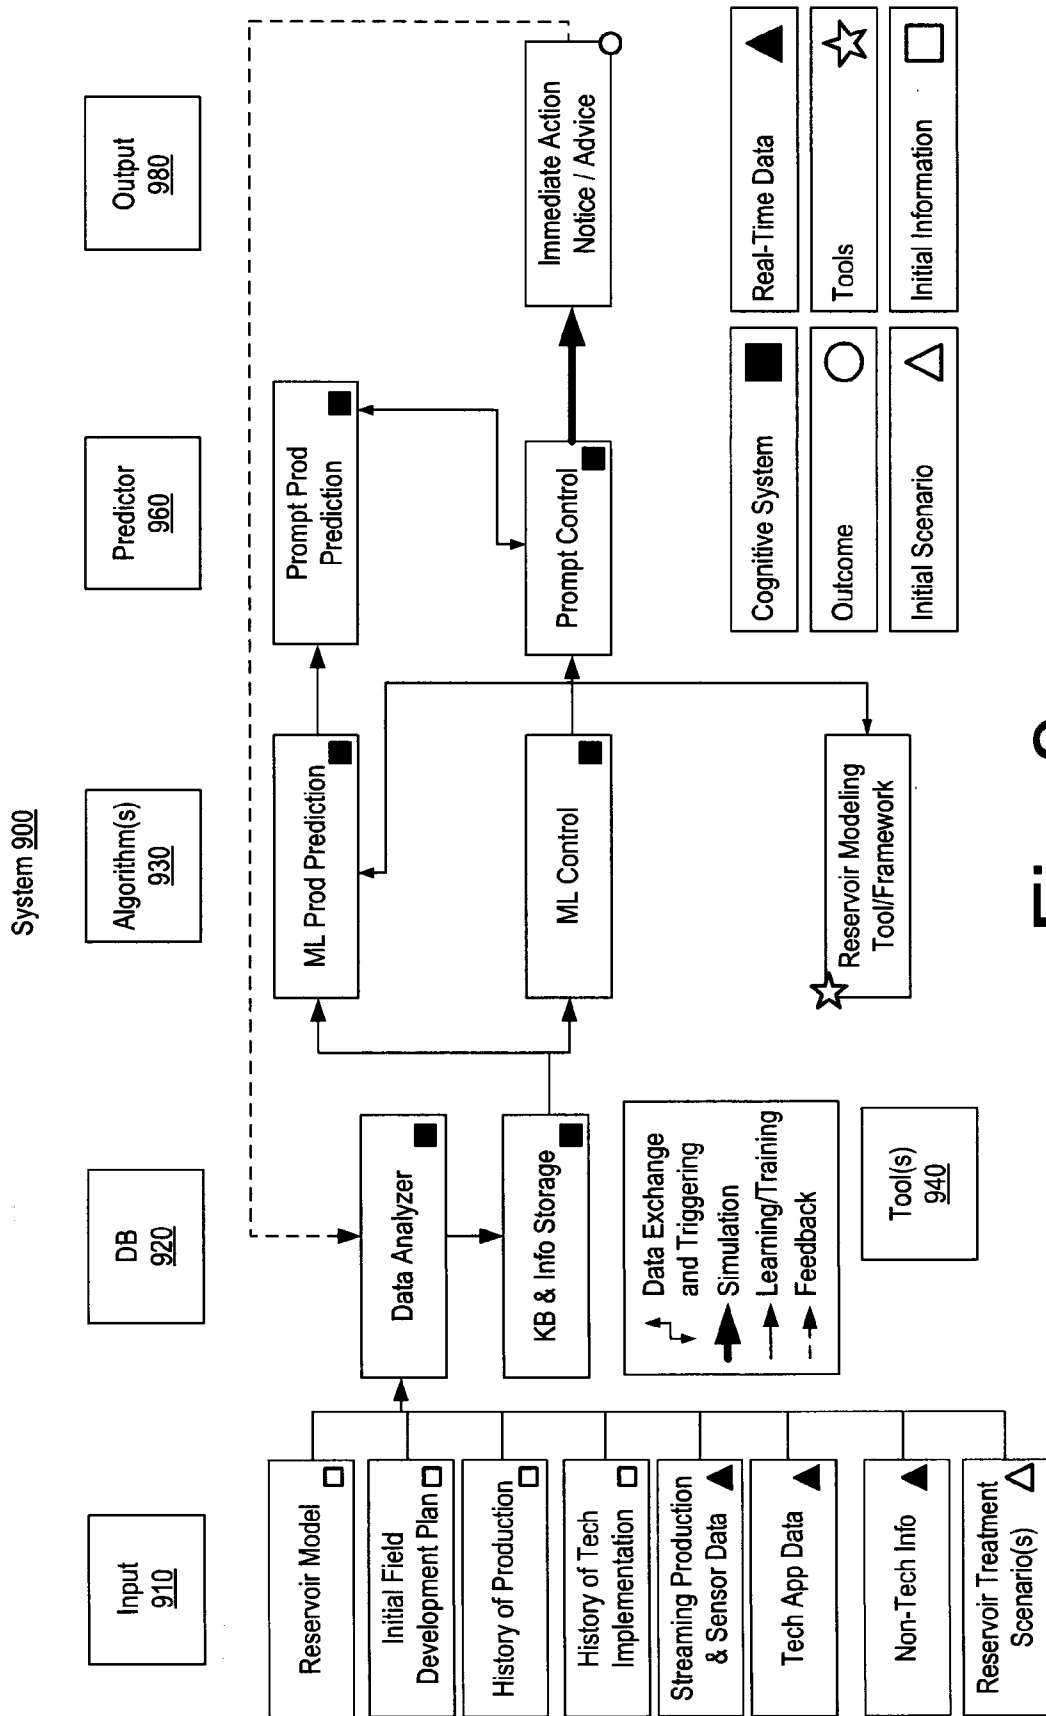 System 900
Input
910
DB
920
Algorithm(s)
930
Predictor
960
Output
980
Reservoir Model
Initial Field
Development Plan
History of Production
History of Tech
Implementation
Streaming Production
& Sensor Data
Tech App Data
Non-Tech Info
Reservoir Treatment
Scenario(s)
Data Analyzer
KB & Info Storage
Data Exchange
and Triggering
Simulation
Learning/Training
Feedback
Tool(s)
940
ML Prod Prediction
ML Control
Reservoir Modeling
Tool/Framework
Prompt Prod
Prediction
Prompt Control
Immediate Action
Notice / Advice
Cognitive System
Real-Time Data
Outcome
Tools
Initial Scenario
Initial Information